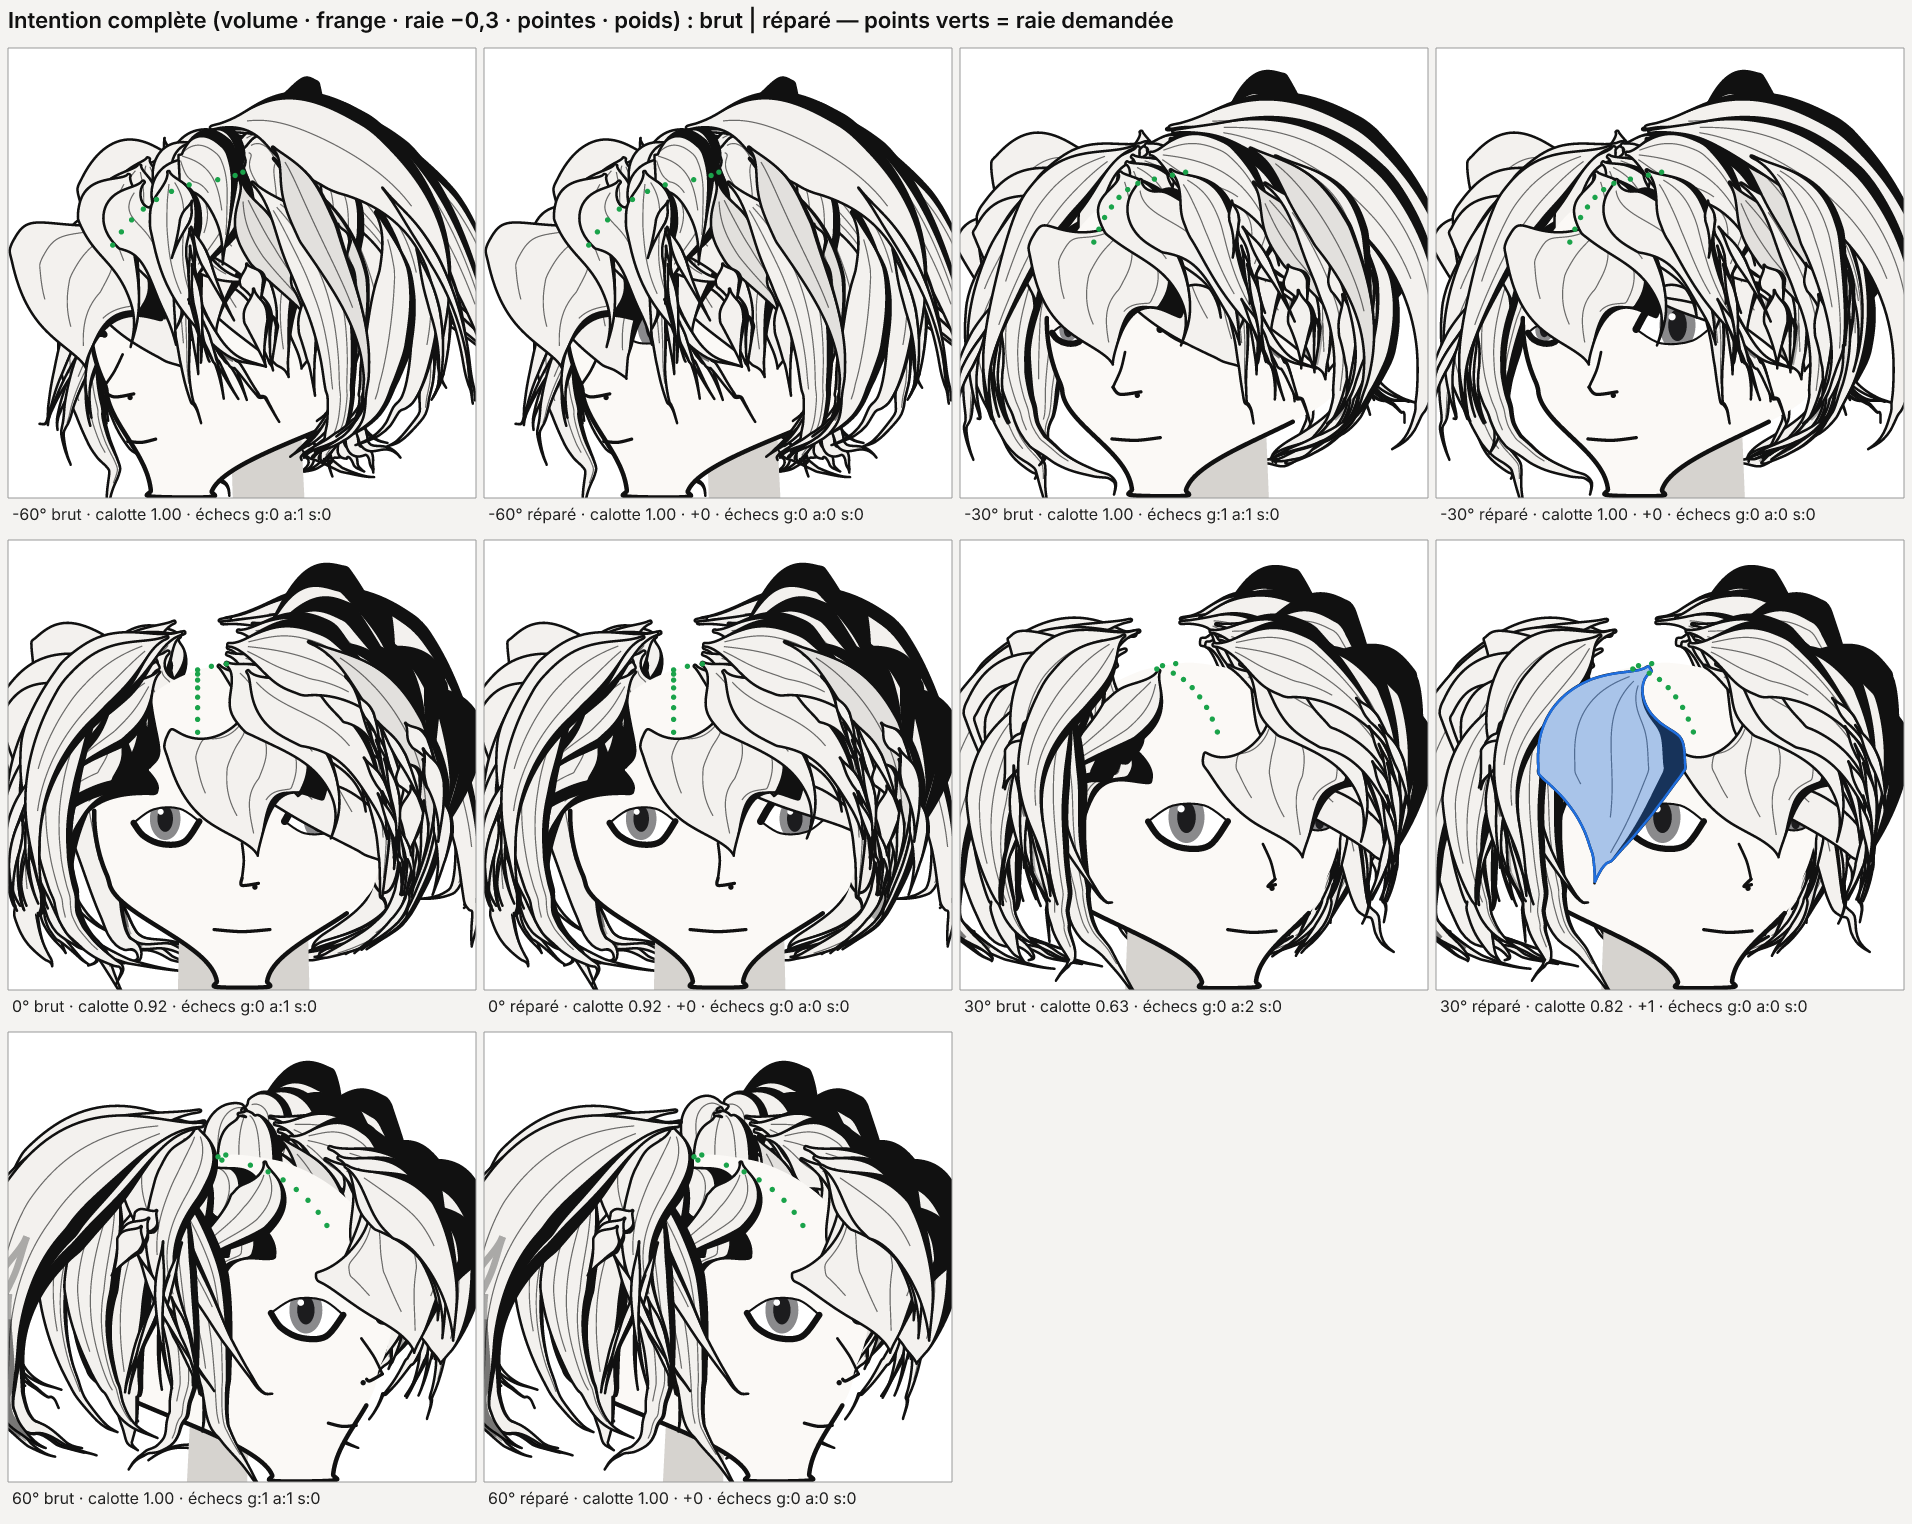 Intention complète (volume · frange · raie −0,3 · pointes · poids) : brut | réparé — points verts = raie demandée
-60° brut · calotte 1.00 · échecs g:0 a:1 s:0
-60° réparé · calotte 1.00 · +0 · échecs g:0 a:0 s:0
-30° brut · calotte 1.00 · échecs g:1 a:1 s:0
-30° réparé · calotte 1.00 · +0 · échecs g:0 a:0 s:0
0° brut · calotte 0.92 · échecs g:0 a:1 s:0
0° réparé · calotte 0.92 · +0 · échecs g:0 a:0 s:0
30° brut · calotte 0.63 · échecs g:0 a:2 s:0
30° réparé · calotte 0.82 · +1 · échecs g:0 a:0 s:0
60° brut · calotte 1.00 · échecs g:1 a:1 s:0
60° réparé · calotte 1.00 · +0 · échecs g:0 a:0 s:0